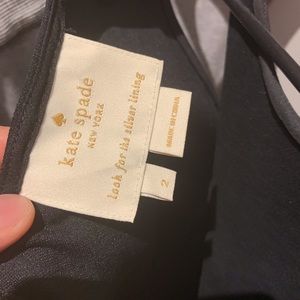 kate spade
NEW YORK
look for the silver lining
MADE IN CHINA
2